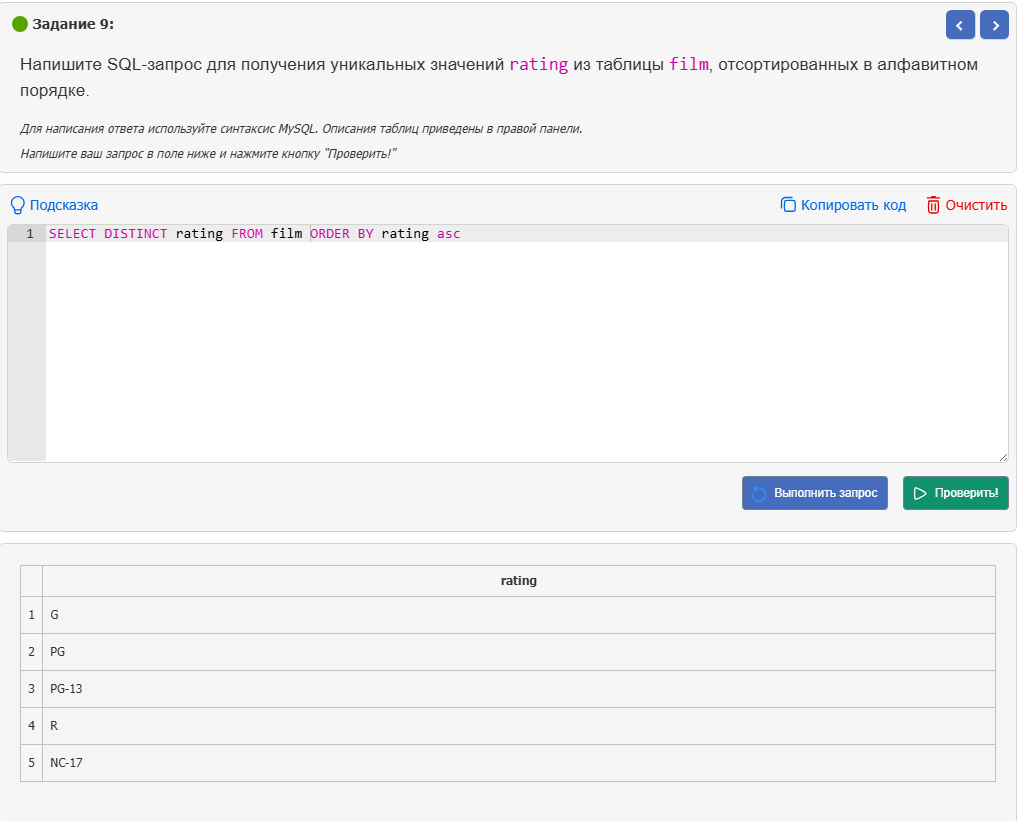 Задание 9:
Напишите SQL-запрос для получения уникальных значений rating из таблицы film, отсортированных в алфавитном
порядке.
Для написания ответа используйте синтаксис MySQL. Описания таблиц приведены в правой панели.
Напишите ваш запрос в поле ниже и нажмите кнопку "Проверить!"
Подсказка
Копировать код
Очистить
1 SELECT DISTINCT rating FROM film ORDER BY rating asc
Выполнить запрос
Проверить!
rating
1 G
2 PG
3 PG-13
4 R
5 NC-17